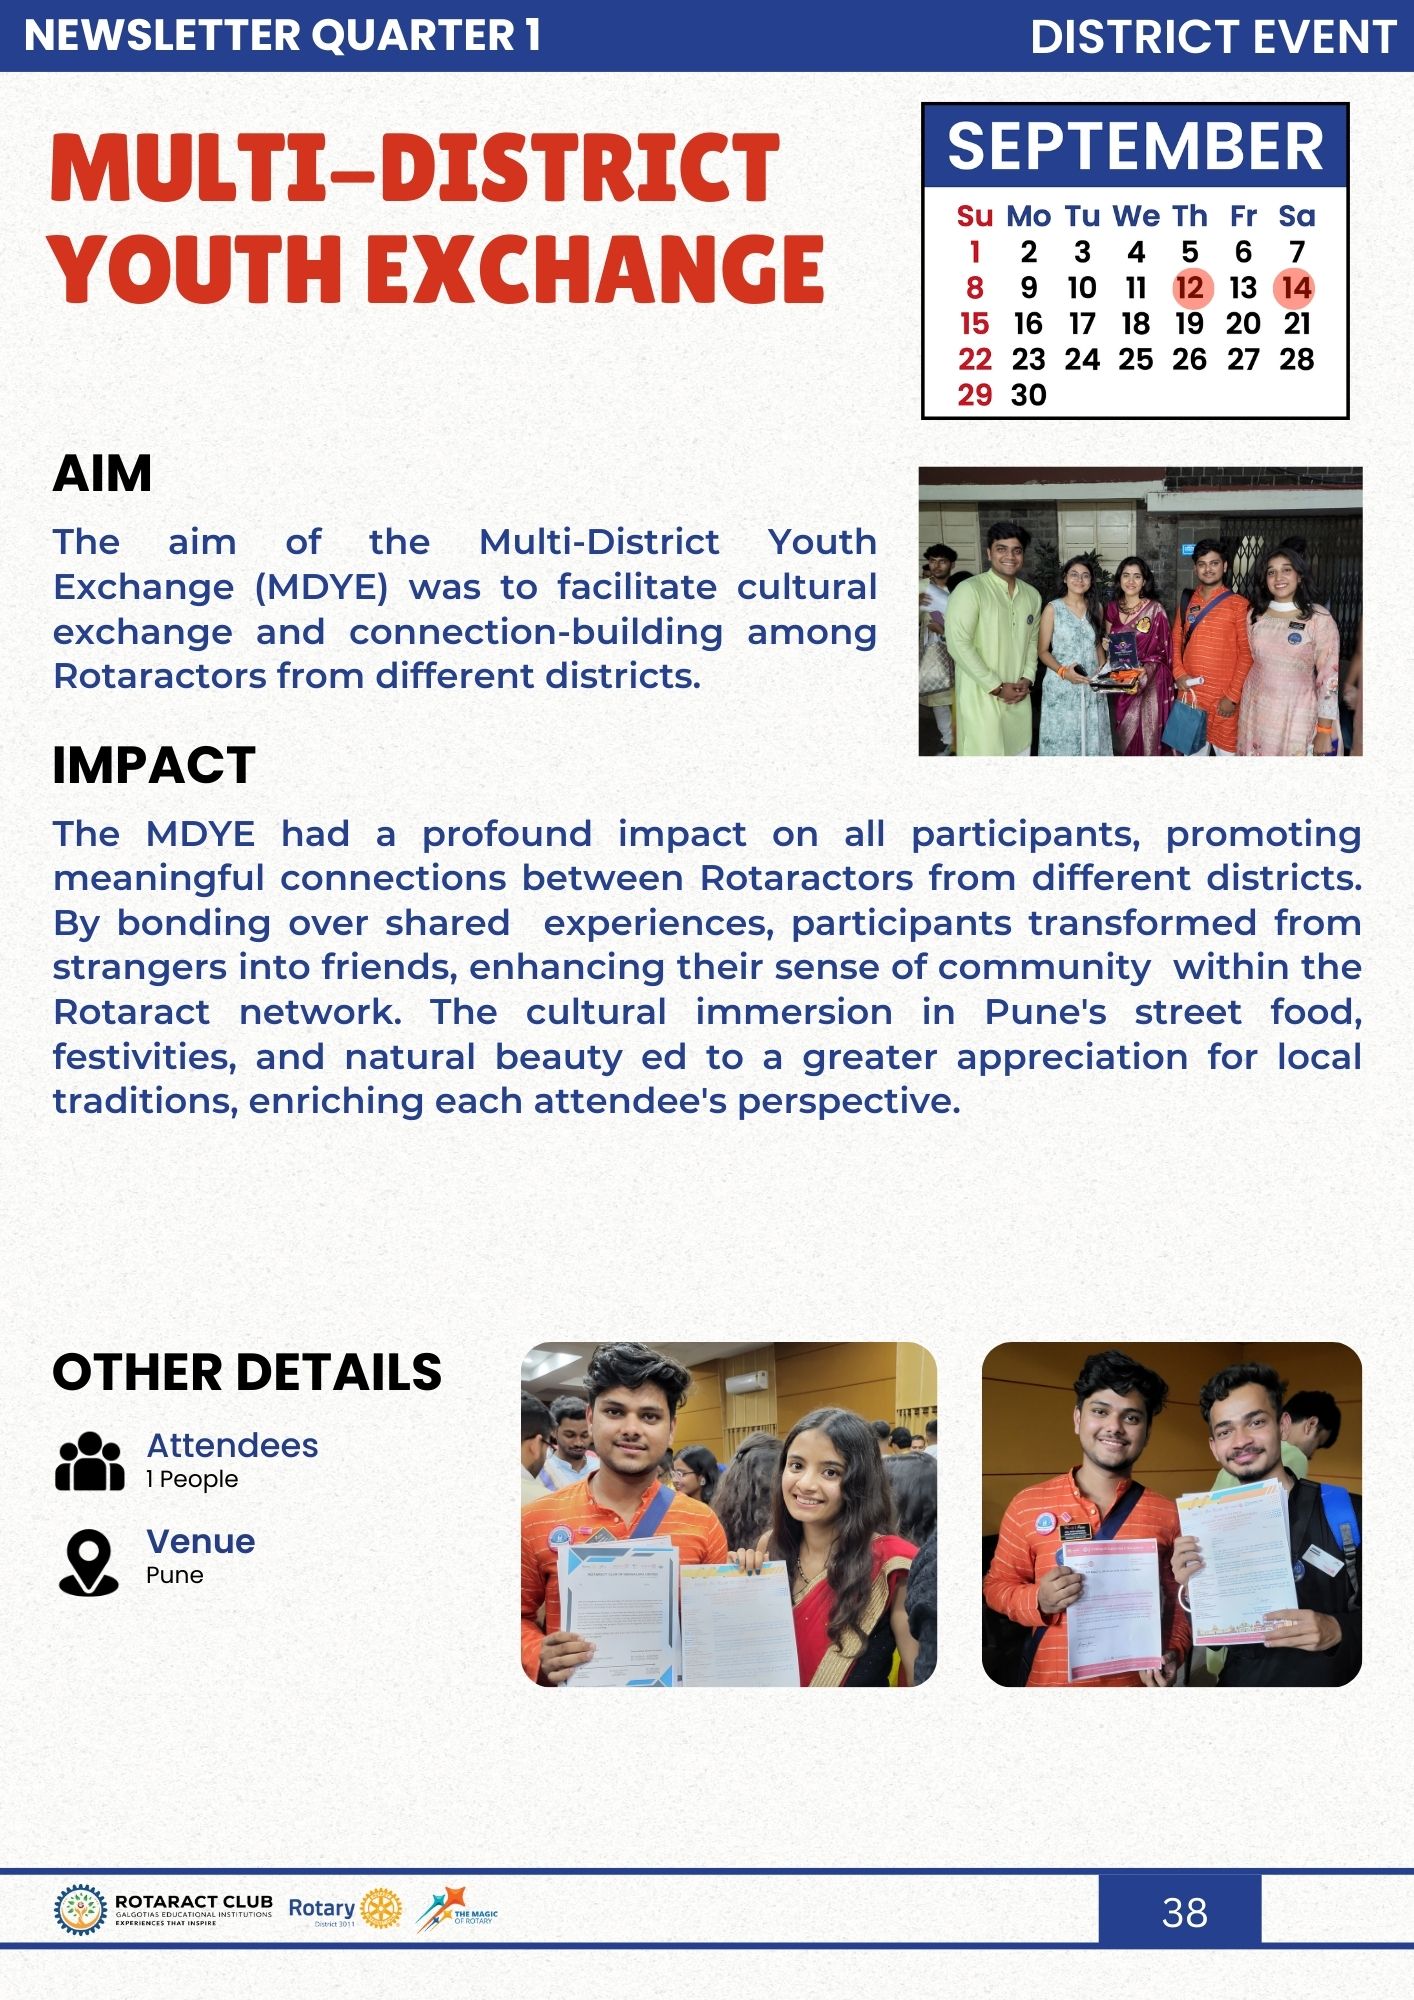 NEWSLETTER QUARTER 1
DISTRICT EVENT
MULTI-DISTRICT
YOUTH EXCHANGE
SEPTEMBER
Su Mo Tu We Th Fr Sa
1 2 3 4 5 6 7
8 9 10 11 12 13 14
15 16 17 18 19 20 21
22 23 24 25 26 27 28
29 30
AIM
The aim of the Multi-District Youth
Exchange (MDYE) was to facilitate cultural
exchange and connection-building among
Rotaractors from different districts.
IMPACT
The MDYE had a profound impact on all participants, promoting
meaningful connections between Rotaractors from different districts.
By bonding over shared experiences, participants transformed from
strangers into friends, enhancing their sense of community within the
Rotaract network. The cultural immersion in Pune's street food,
festivities, and natural beauty ed to a greater appreciation for local
traditions, enriching each attendee's perspective.
OTHER DETAILS
Attendees
1 People
Venue
Pune
ROTARACT CLUB
GALGOTIAS EDUCATIONAL INSTITUTIONS
EXPERIENCES THAT INSPIRE
Rotary
District 3011
THE MAGIC
OF ROTARY
38